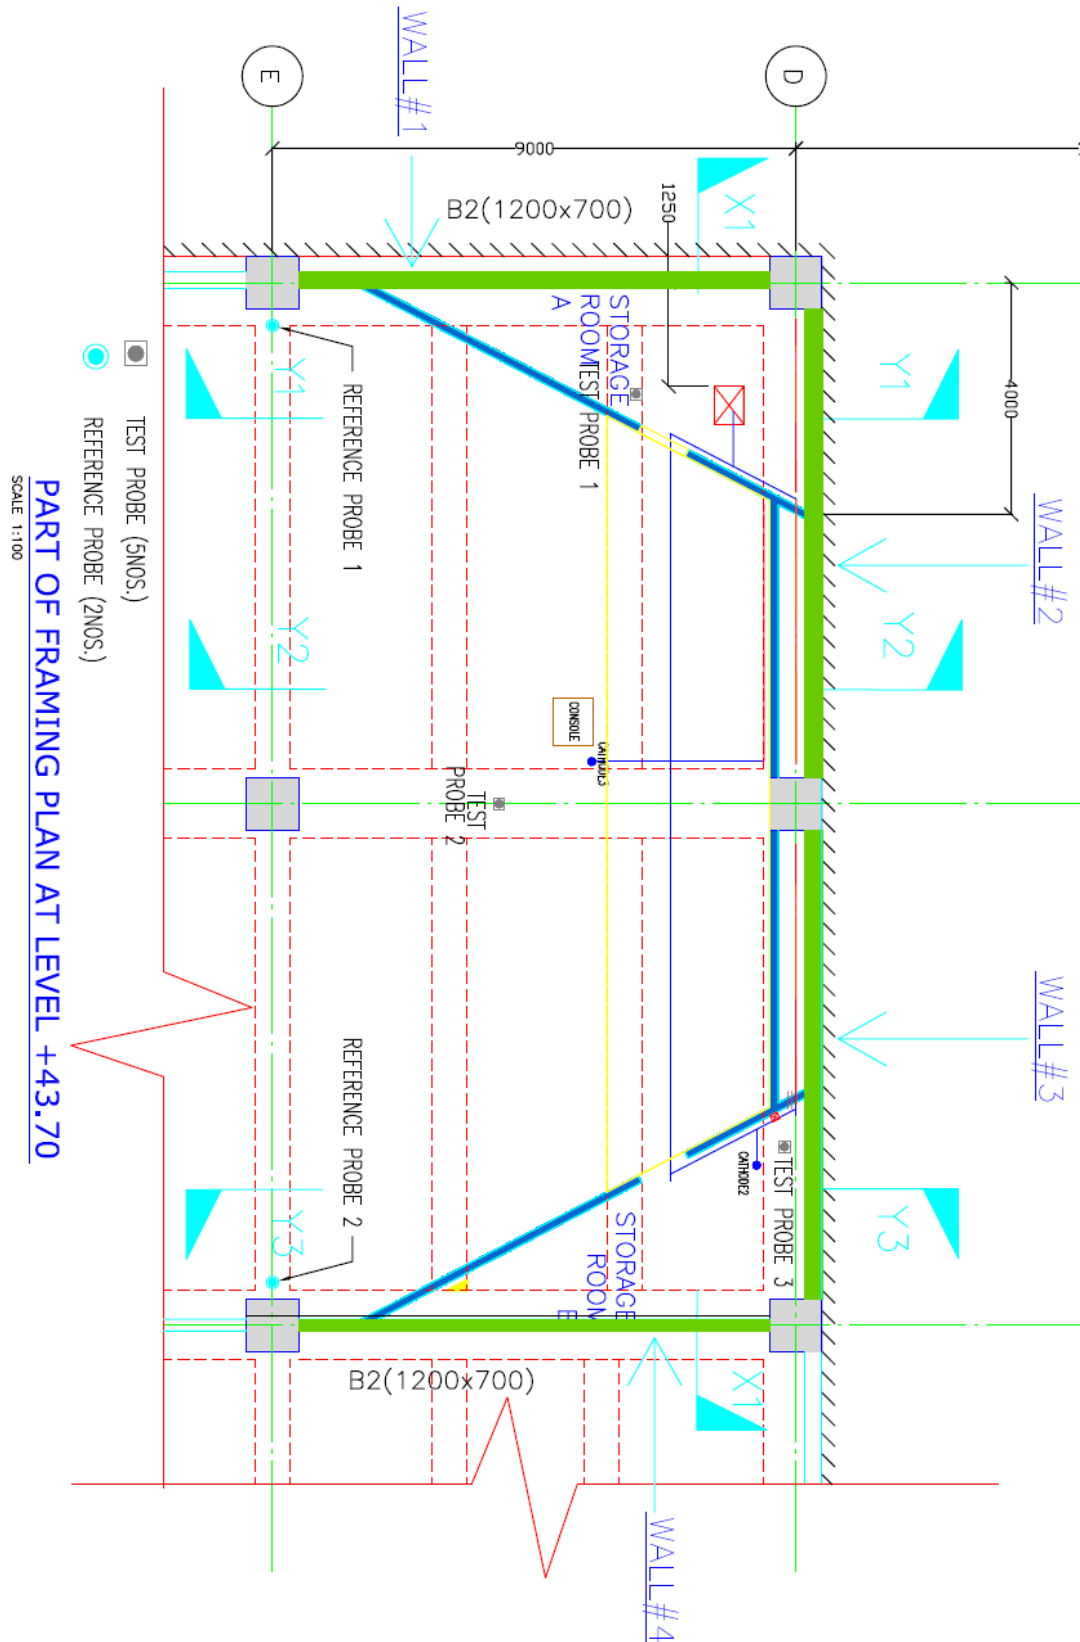 E
D
WALL#1
9000
B2(1200x700)
1250
X1
4000
STORAGE
ROOM
A
TEST PROBE 1
Y1
Y1
REFERENCE PROBE 1
WALL#2
Y2
Y2
CONSOLE
CATHODE3
TEST
PROBE 2
TEST PROBE (5NOS.)
REFERENCE PROBE (2NOS.)
PART OF FRAMING PLAN AT LEVEL +43.70
SCALE 1:100
WALL#3
REFERENCE PROBE 2
CATHODE2
TEST PROBE 3
Y3
Y3
STORAGE
ROOM
B2(1200x700)
X1
WALL#4